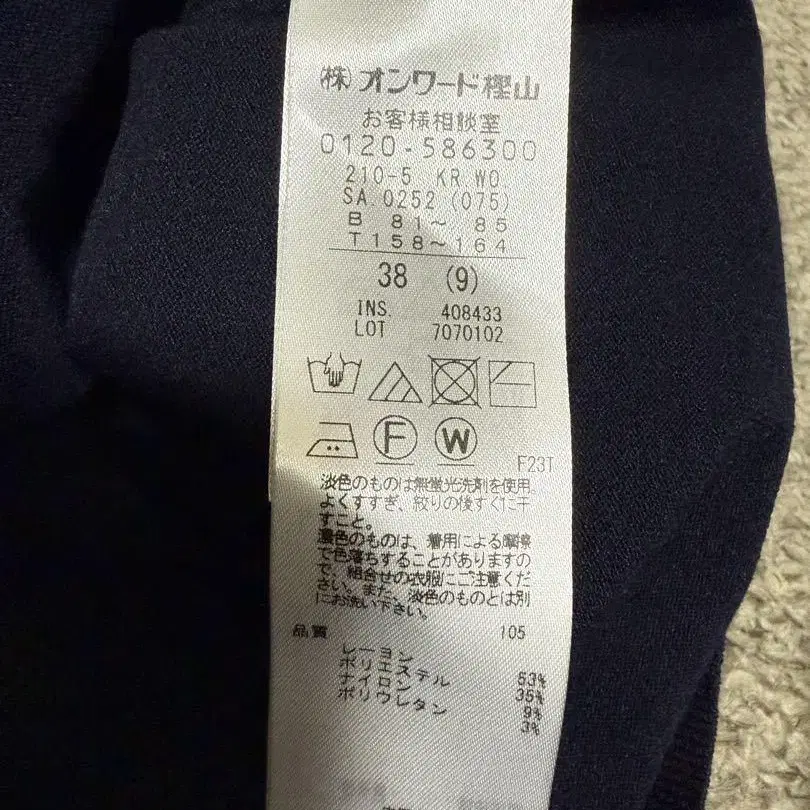 (株)オンワード樫山
お客様相談室
0120-586300
210-5 KR WO.
SA.0252 (075)
B 81～ 85
T158～164
38 (9)
INS. 408433
LOT 7070102
F W
F23T
淡色のものは無蛍光洗剤を使用。
よくすすぎ、絞りの後すぐに干
すこと。
濃色のものは、着用による摩擦
で色落ちすることがありますの
で、組合せの衣服にご注意くだ
さい。また、淡色のものとは別
にお洗い下さい。
品質 105
レーヨン 53%
ポリエステル 35%
ナイロン 9%
ポリウレタン 3%